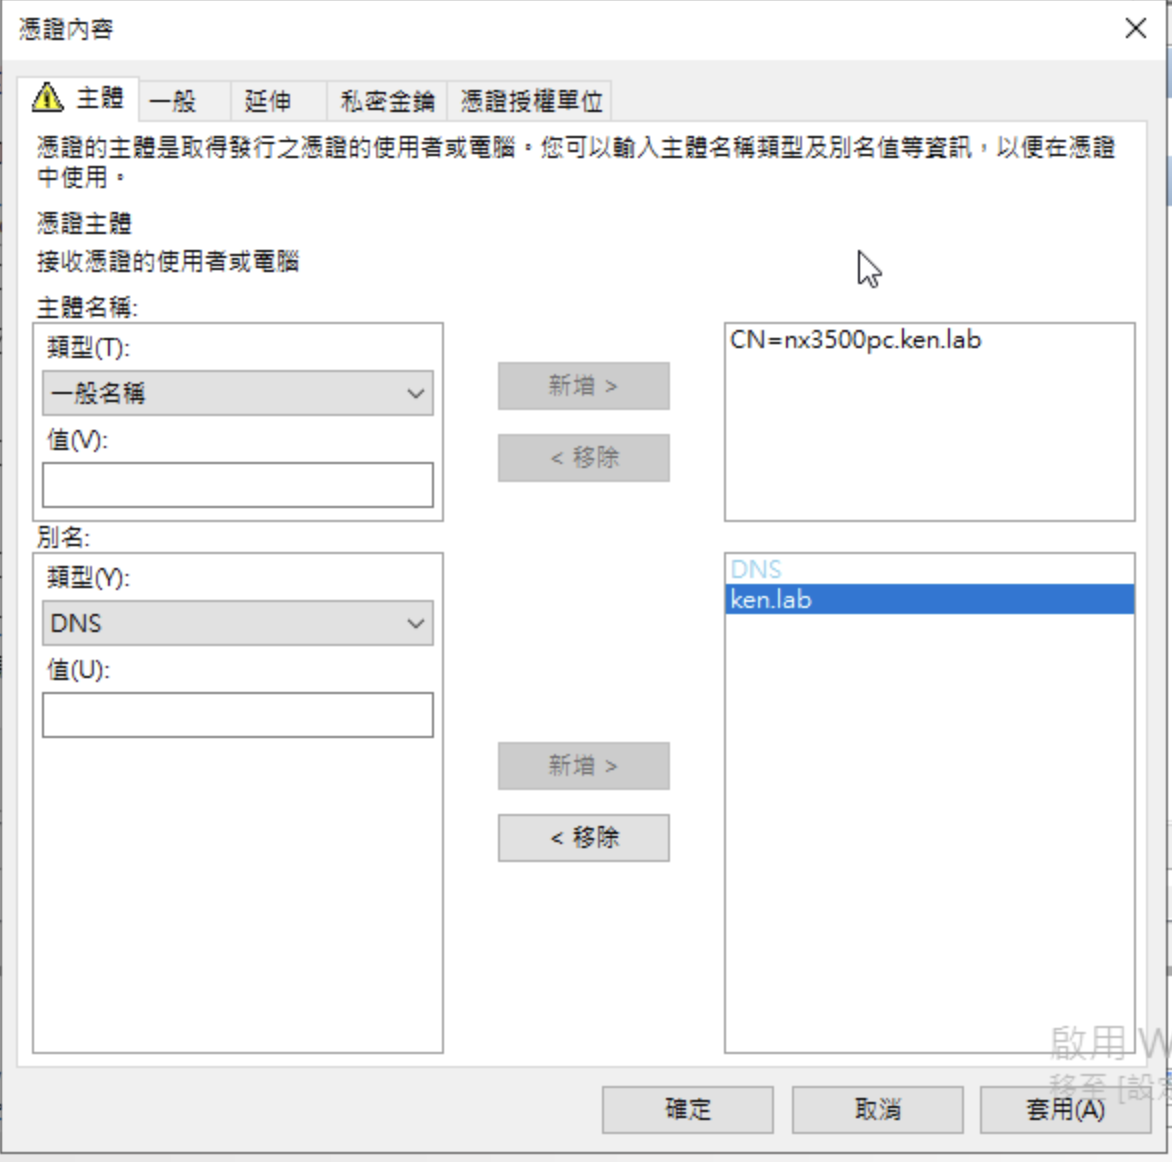 憑證內容
主體 一般 延伸 私密金鑰 憑證授權單位
憑證的主體是取得發行之憑證的使用者或電腦。您可以輸入主體名稱類型及別名值等資訊，以便在憑證
中使用。
憑證主體
接收憑證的使用者或電腦
主體名稱:
類型(T):
一般名稱
值(V):
新增 >
< 移除
CN=nx3500pc.ken.lab
別名:
類型(Y):
DNS
值(U):
新增 >
< 移除
DNS
ken.lab
啟用 W
移至 [設定
確定 取消 套用(A)